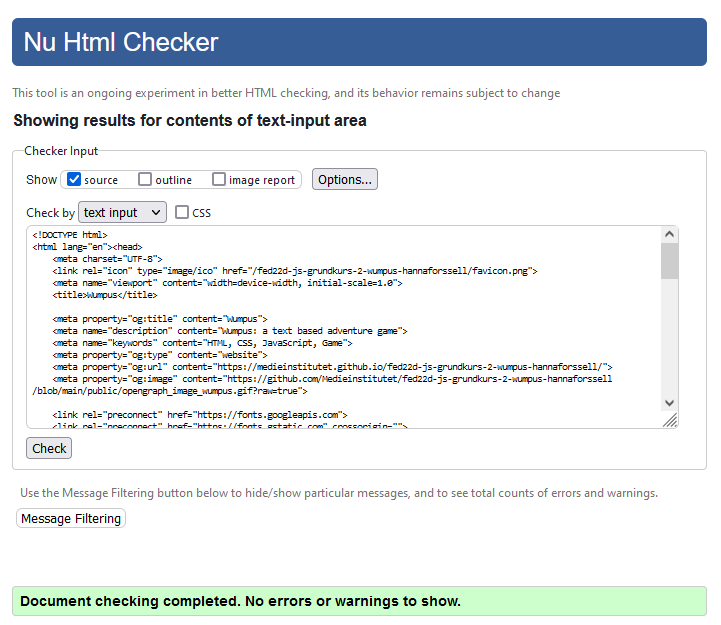 Nu Html Checker
This tool is an ongoing experiment in better HTML checking, and its behavior remains subject to change
Showing results for contents of text-input area
Checker Input
Show source outline image report Options...
Check by text input CSS
<!DOCTYPE html>
<html lang="en"><head>
    <meta charset="UTF-8">
    <link rel="icon" type="image/ico" href="/fed22d-js-grundkurs-2-wumpus-hannaforssell/favicon.png">
    <meta name="viewport" content="width=device-width, initial-scale=1.0">
    <title>Wumpus</title>
    <meta property="og:title" content="Wumpus">
    <meta name="description" content="Wumpus: a text based adventure game">
    <meta name="keywords" content="HTML, CSS, JavaScript, Game">
    <meta property="og:type" content="website">
    <meta property="og:url" content="https://medieinstitutet.github.io/fed22d-js-grundkurs-2-wumpus-hannaforssell/">
    <meta property="og:image" content="https://github.com/Medieinstitutet/fed22d-js-grundkurs-2-wumpus-hannaforssell
/blob/main/public/opengraph_image_wumpus.gif?raw=true">
    <link rel="preconnect" href="https://fonts.googleapis.com">
    <link rel="preconnect" href="https://fonts.gstatic.com" crossorigin="">
Check
Use the Message Filtering button below to hide/show particular messages, and to see total counts of errors and warnings.
Message Filtering
Document checking completed. No errors or warnings to show.